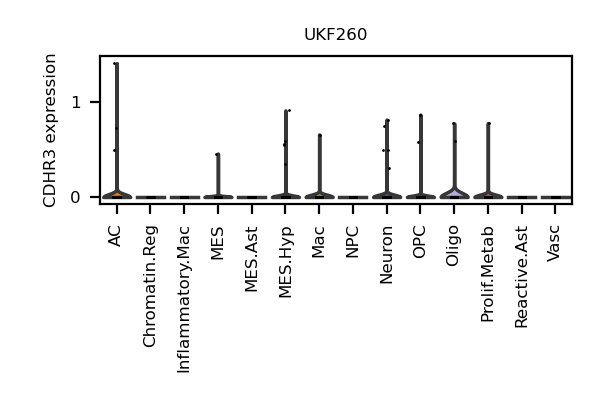 UKF260
CDHR3 expression
1
0
AC
Chromatin.Reg
Inflammatory.Mac
MES
MES.Ast
MES.Hyp
Mac
NPC
Neuron
OPC
Oligo
Prolif.Metab
Reactive.Ast
Vasc